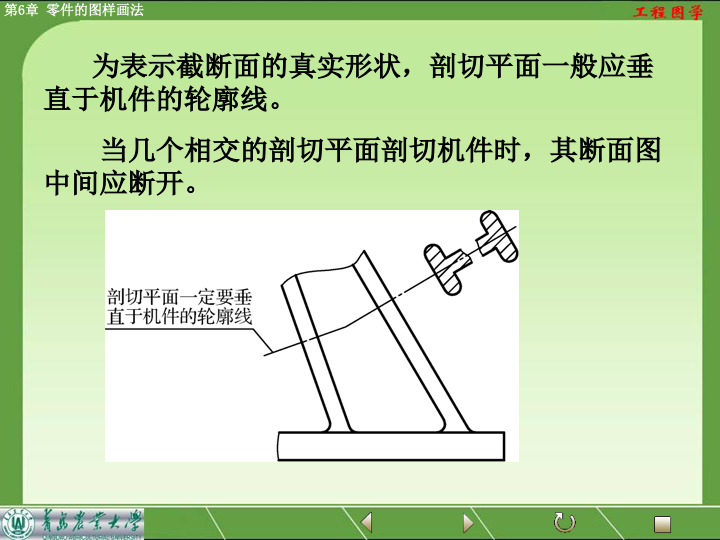 第6章 零件的图样画法
工程图学
为表示截断面的真实形状，剖切平面一般应垂
直于机件的轮廓线。
当几个相交的剖切平面剖切机件时，其断面图
中间应断开。
剖切平面一定要垂
直于机件的轮廓线
青岛农业大学